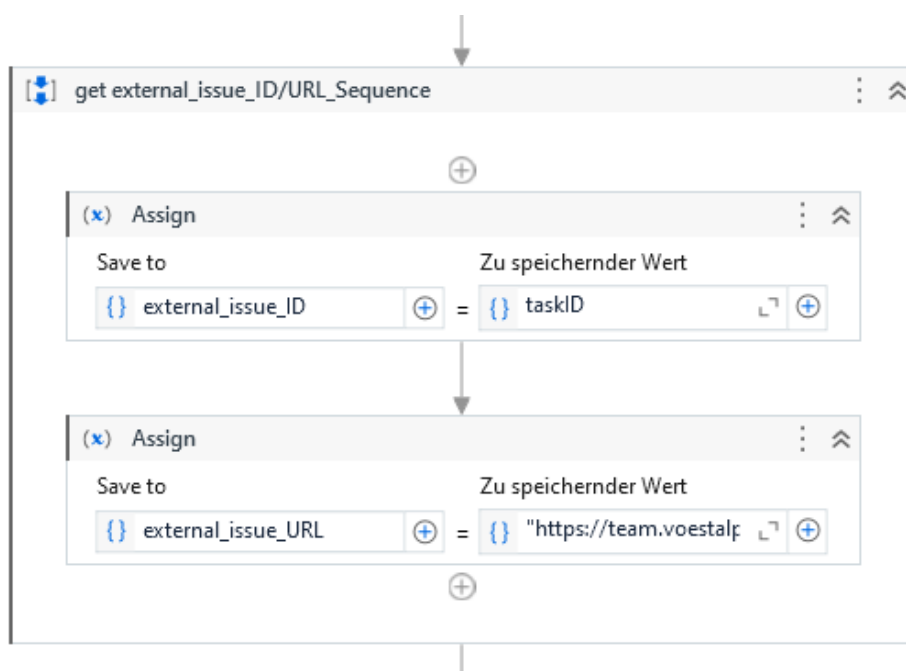 get external_issue_ID/URL_Sequence
(x) Assign
Save to Zu speichernder Wert
{} external_issue_ID = {} taskID
(x) Assign
Save to Zu speichernder Wert
{} external_issue_URL = {} "https://team.voestalp